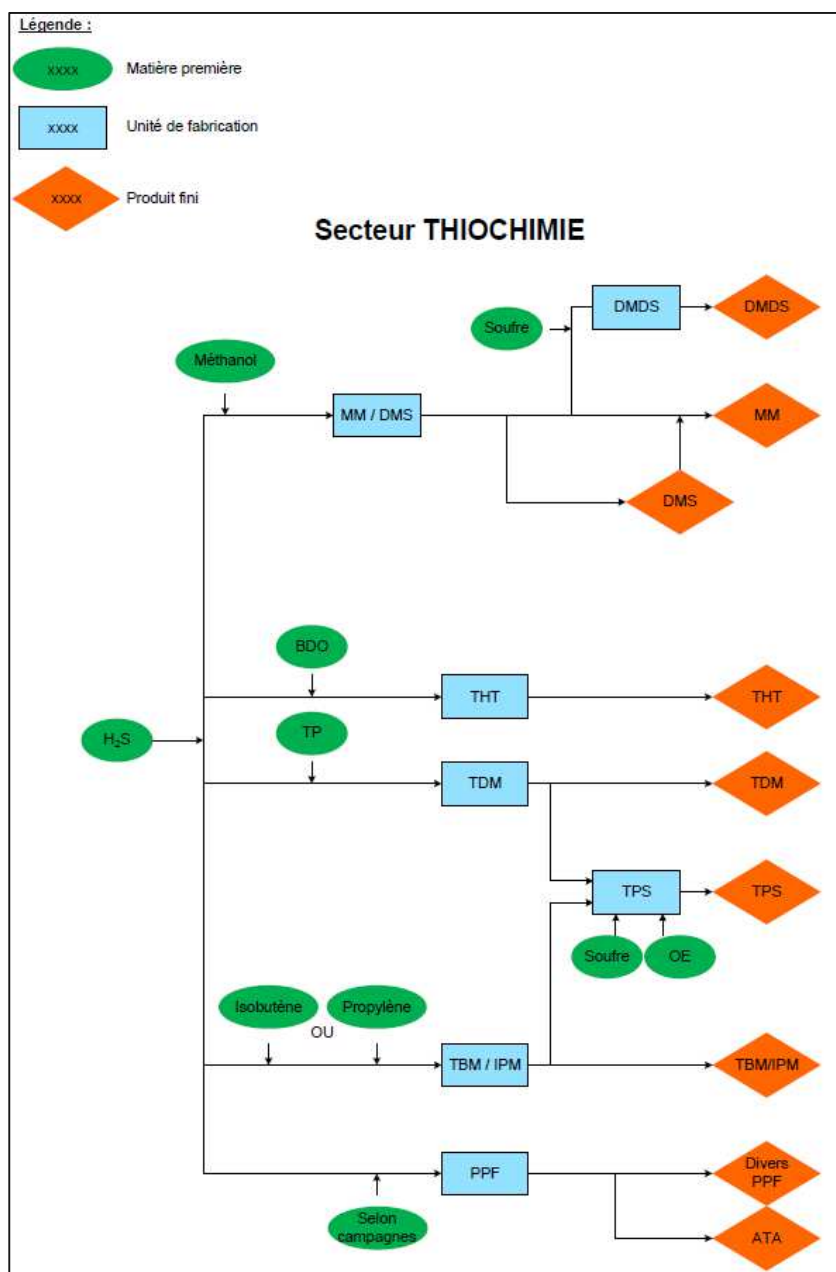 Légende :
xxxx
Matière première
xxxx
Unité de fabrication
xxxx
Produit fini
Secteur THIOCHIMIE
DMDS
DMDS
Soufre
Méthanol
MM / DMS
MM
DMS
BDO
THT
THT
H₂S
TP
TDM
TDM
TPS
TPS
Soufre
OE
Isobutène
OU
Propylène
TBM / IPM
TBM/IPM
PPF
Divers
PPF
Selon
campagnes
ATA